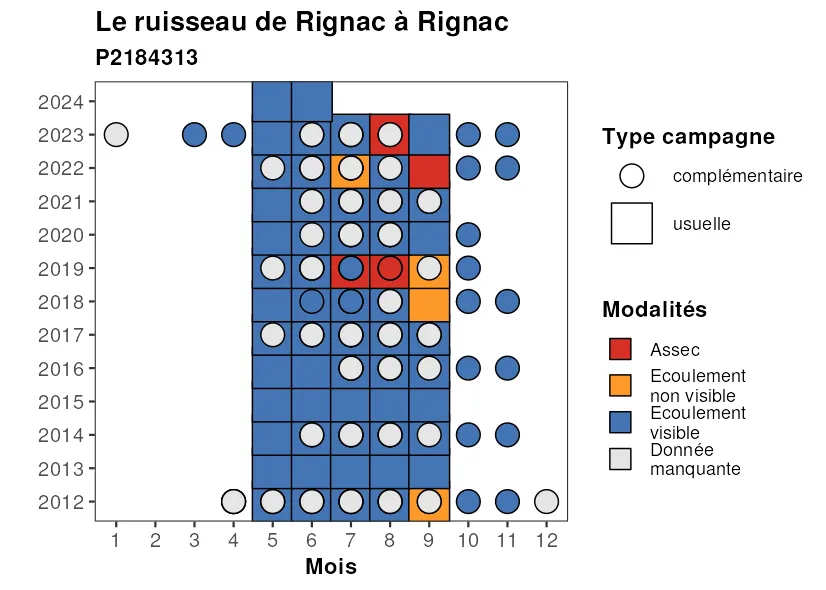 Le ruisseau de Rignac à Rignac
P2184313
2024
2023
2022
2021
2020
2019
2018
2017
2016
2015
2014
2013
2012
1 2 3 4 5 6 7 8 9 10 11 12
Mois
Type campagne
complémentaire
usuelle
Modalités
Assec
Ecoulement
non visible
Ecoulement
visible
Donnée
manquante